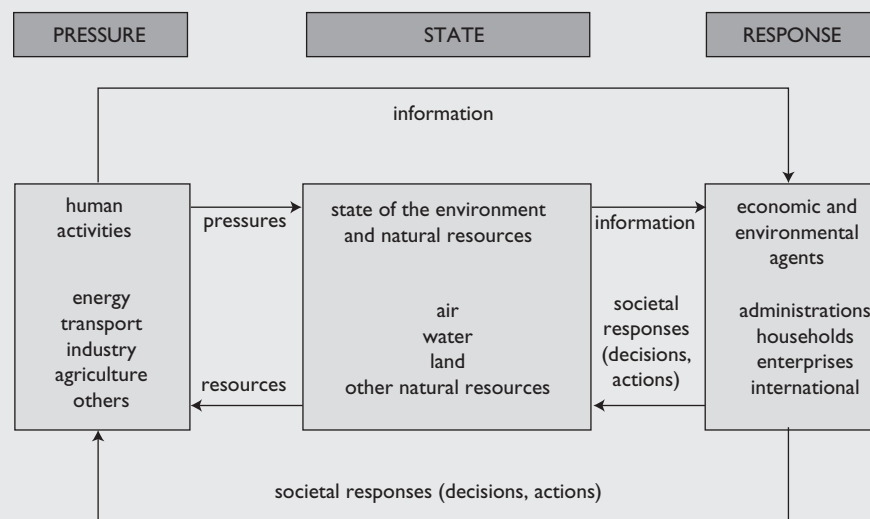 PRESSURE
STATE
RESPONSE
information
human
activities
energy
transport
industry
agriculture
others
pressures
resources
state of the environment
and natural resources
air
water
land
other natural resources
information
societal
responses
(decisions,
actions)
economic and
environmental
agents
administrations
households
enterprises
international
societal responses (decisions, actions)